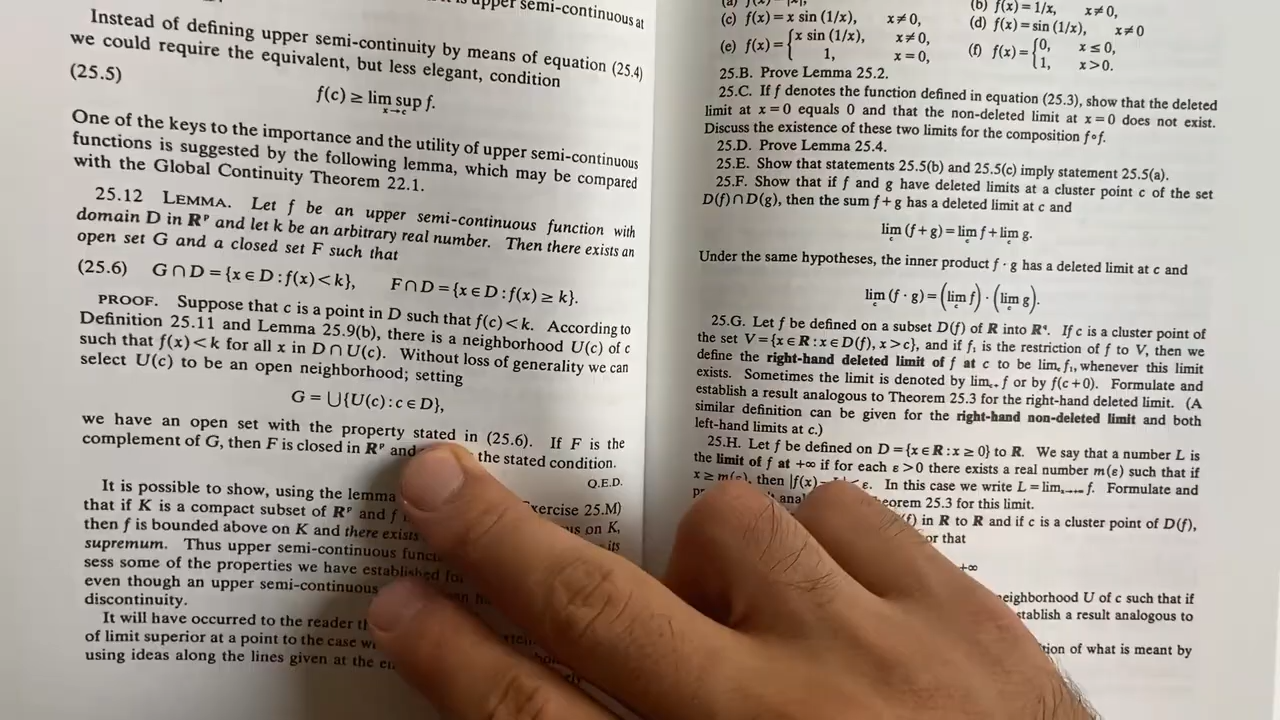 upper semi-continuous at
Instead of defining upper semi-continuity by means of equation (25.4)
we could require the equivalent, but less elegant, condition
(25.5)
f(c) ≥ lim sup f.
x→c
One of the keys to the importance and the utility of upper semi-continuous
functions is suggested by the following lemma, which may be compared
with the Global Continuity Theorem 22.1.
25.12 LEMMA. Let f be an upper semi-continuous function with
domain D in Rᵖ and let k be an arbitrary real number. Then there exists an
open set G and a closed set F such that
(25.6) G∩D={x∈D:f(x)<k}, F∩D={x∈D:f(x)≥k}.
PROOF. Suppose that c is a point in D such that f(c)<k. According to
Definition 25.11 and Lemma 25.9(b), there is a neighborhood U(c) of c
such that f(x)<k for all x in D∩U(c). Without loss of generality we can
select U(c) to be an open neighborhood; setting
G=⋃{U(c):c∈D},
we have an open set with the property stated in (25.6). If F is the
complement of G, then F is closed in Rᵖ and the stated condition.
Q.E.D.
It is possible to show, using the lemma (Exercise 25.M)
that if K is a compact subset of Rᵖ and f on K,
then f is bounded above on K and there exists its
supremum. Thus upper semi-continuous
sess some of the properties we have established for
even though an upper semi-continuous
discontinuity.
It will have occurred to the reader
of limit superior at a point to the case
using ideas along the lines given at the
(b) f(x)=1/x, x≠0,
(c) f(x)=x sin (1/x), x≠0, (d) f(x)=sin (1/x), x≠0
(e) f(x)={x sin (1/x), x≠0, (f) f(x)={0, x≤0,
1, x=0, 1, x>0.
25.B. Prove Lemma 25.2.
25.C. If f denotes the function defined in equation (25.3), show that the deleted
limit at x=0 equals 0 and that the non-deleted limit at x=0 does not exist.
Discuss the existence of these two limits for the composition f∘f.
25.D. Prove Lemma 25.4.
25.E. Show that statements 25.5(b) and 25.5(c) imply statement 25.5(a).
25.F. Show that if f and g have deleted limits at a cluster point c of the set
D(f)∩D(g), then the sum f+g has a deleted limit at c and
lim (f+g)=lim f+lim g.
c c c
Under the same hypotheses, the inner product f·g has a deleted limit at c and
lim (f·g)=(lim f)·(lim g).
c c c
25.G. Let f be defined on a subset D(f) of R into R^q. If c is a cluster point of
the set V={x∈R:x∈D(f), x>c}, and if f₁ is the restriction of f to V, then we
define the right-hand deleted limit of f at c to be lim_c f₁, whenever this limit
exists. Sometimes the limit is denoted by lim_c+ f or by f(c+0). Formulate and
establish a result analogous to Theorem 25.3 for the right-hand deleted limit. (A
similar definition can be given for the right-hand non-deleted limit and both
left-hand limits at c.)
25.H. Let f be defined on D={x∈R:x≥0} to R. We say that a number L is
the limit of f at +∞ if for each ε>0 there exists a real number m(ε) such that if
x≥m(ε), then |f(x)−L|<ε. In this case we write L=lim_x→+∞ f. Formulate and
Theorem 25.3 for this limit.
in R to R and if c is a cluster point of D(f),
or that
+∞
neighborhood U of c such that if
establish a result analogous to
of what is meant by